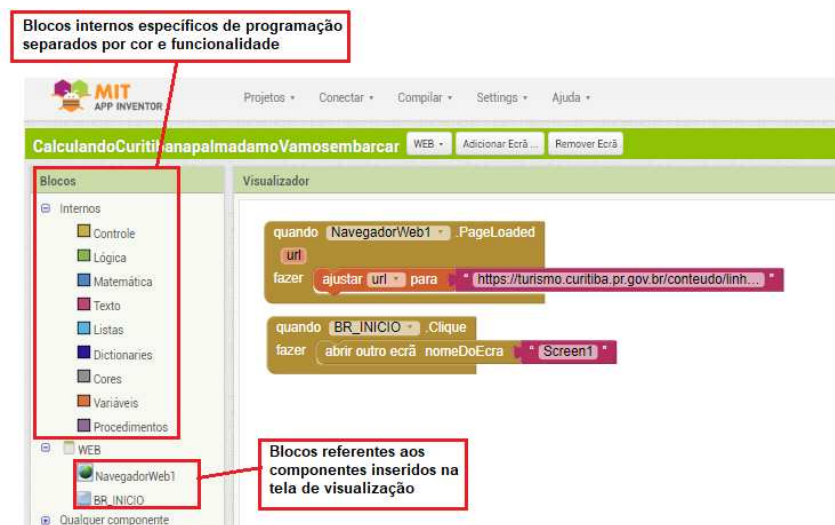 Blocos internos específicos de programação
separados por cor e funcionalidade
MIT
APP INVENTOR
Projetos Conectar Compilar Settings Ajuda
CalculandoCuritibanapalmadamoVamosembarcar WEB Adicionar Ecrã ... Remover Ecrã
Blocos Visualizador
Internos
Controle
Lógica
Matemática
Texto
Listas
Dictionaries
Cores
Variáveis
Procedimentos
WEB
NavegadorWeb1
BR_INICIO
Qualquer componente
quando NavegadorWeb1 .PageLoaded
url
fazer ajustar url para " https://turismo.curitiba.pr.gov.br/conteudo/linh... "
quando BR_INICIO .Clique
fazer abrir outro ecrã nomeDoEcra " Screen1 "
Blocos referentes aos
componentes inseridos na
tela de visualização